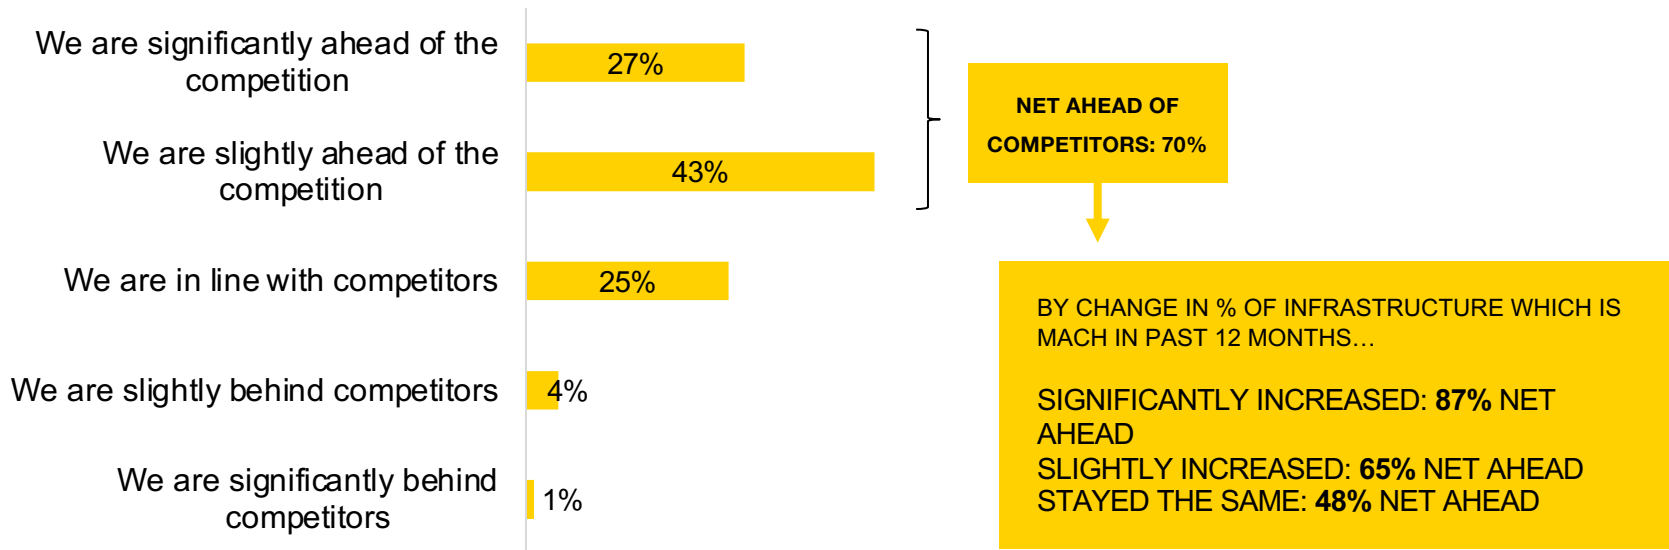 We are significantly ahead of the
competition
27%
We are slightly ahead of the
competition
43%
We are in line with competitors
25%
We are slightly behind competitors
4%
We are significantly behind
competitors
1%
NET AHEAD OF
COMPETITORS: 70%
BY CHANGE IN % OF INFRASTRUCTURE WHICH IS
MACH IN PAST 12 MONTHS…
SIGNIFICANTLY INCREASED: 87% NET
AHEAD
SLIGHTLY INCREASED: 65% NET AHEAD
STAYED THE SAME: 48% NET AHEAD